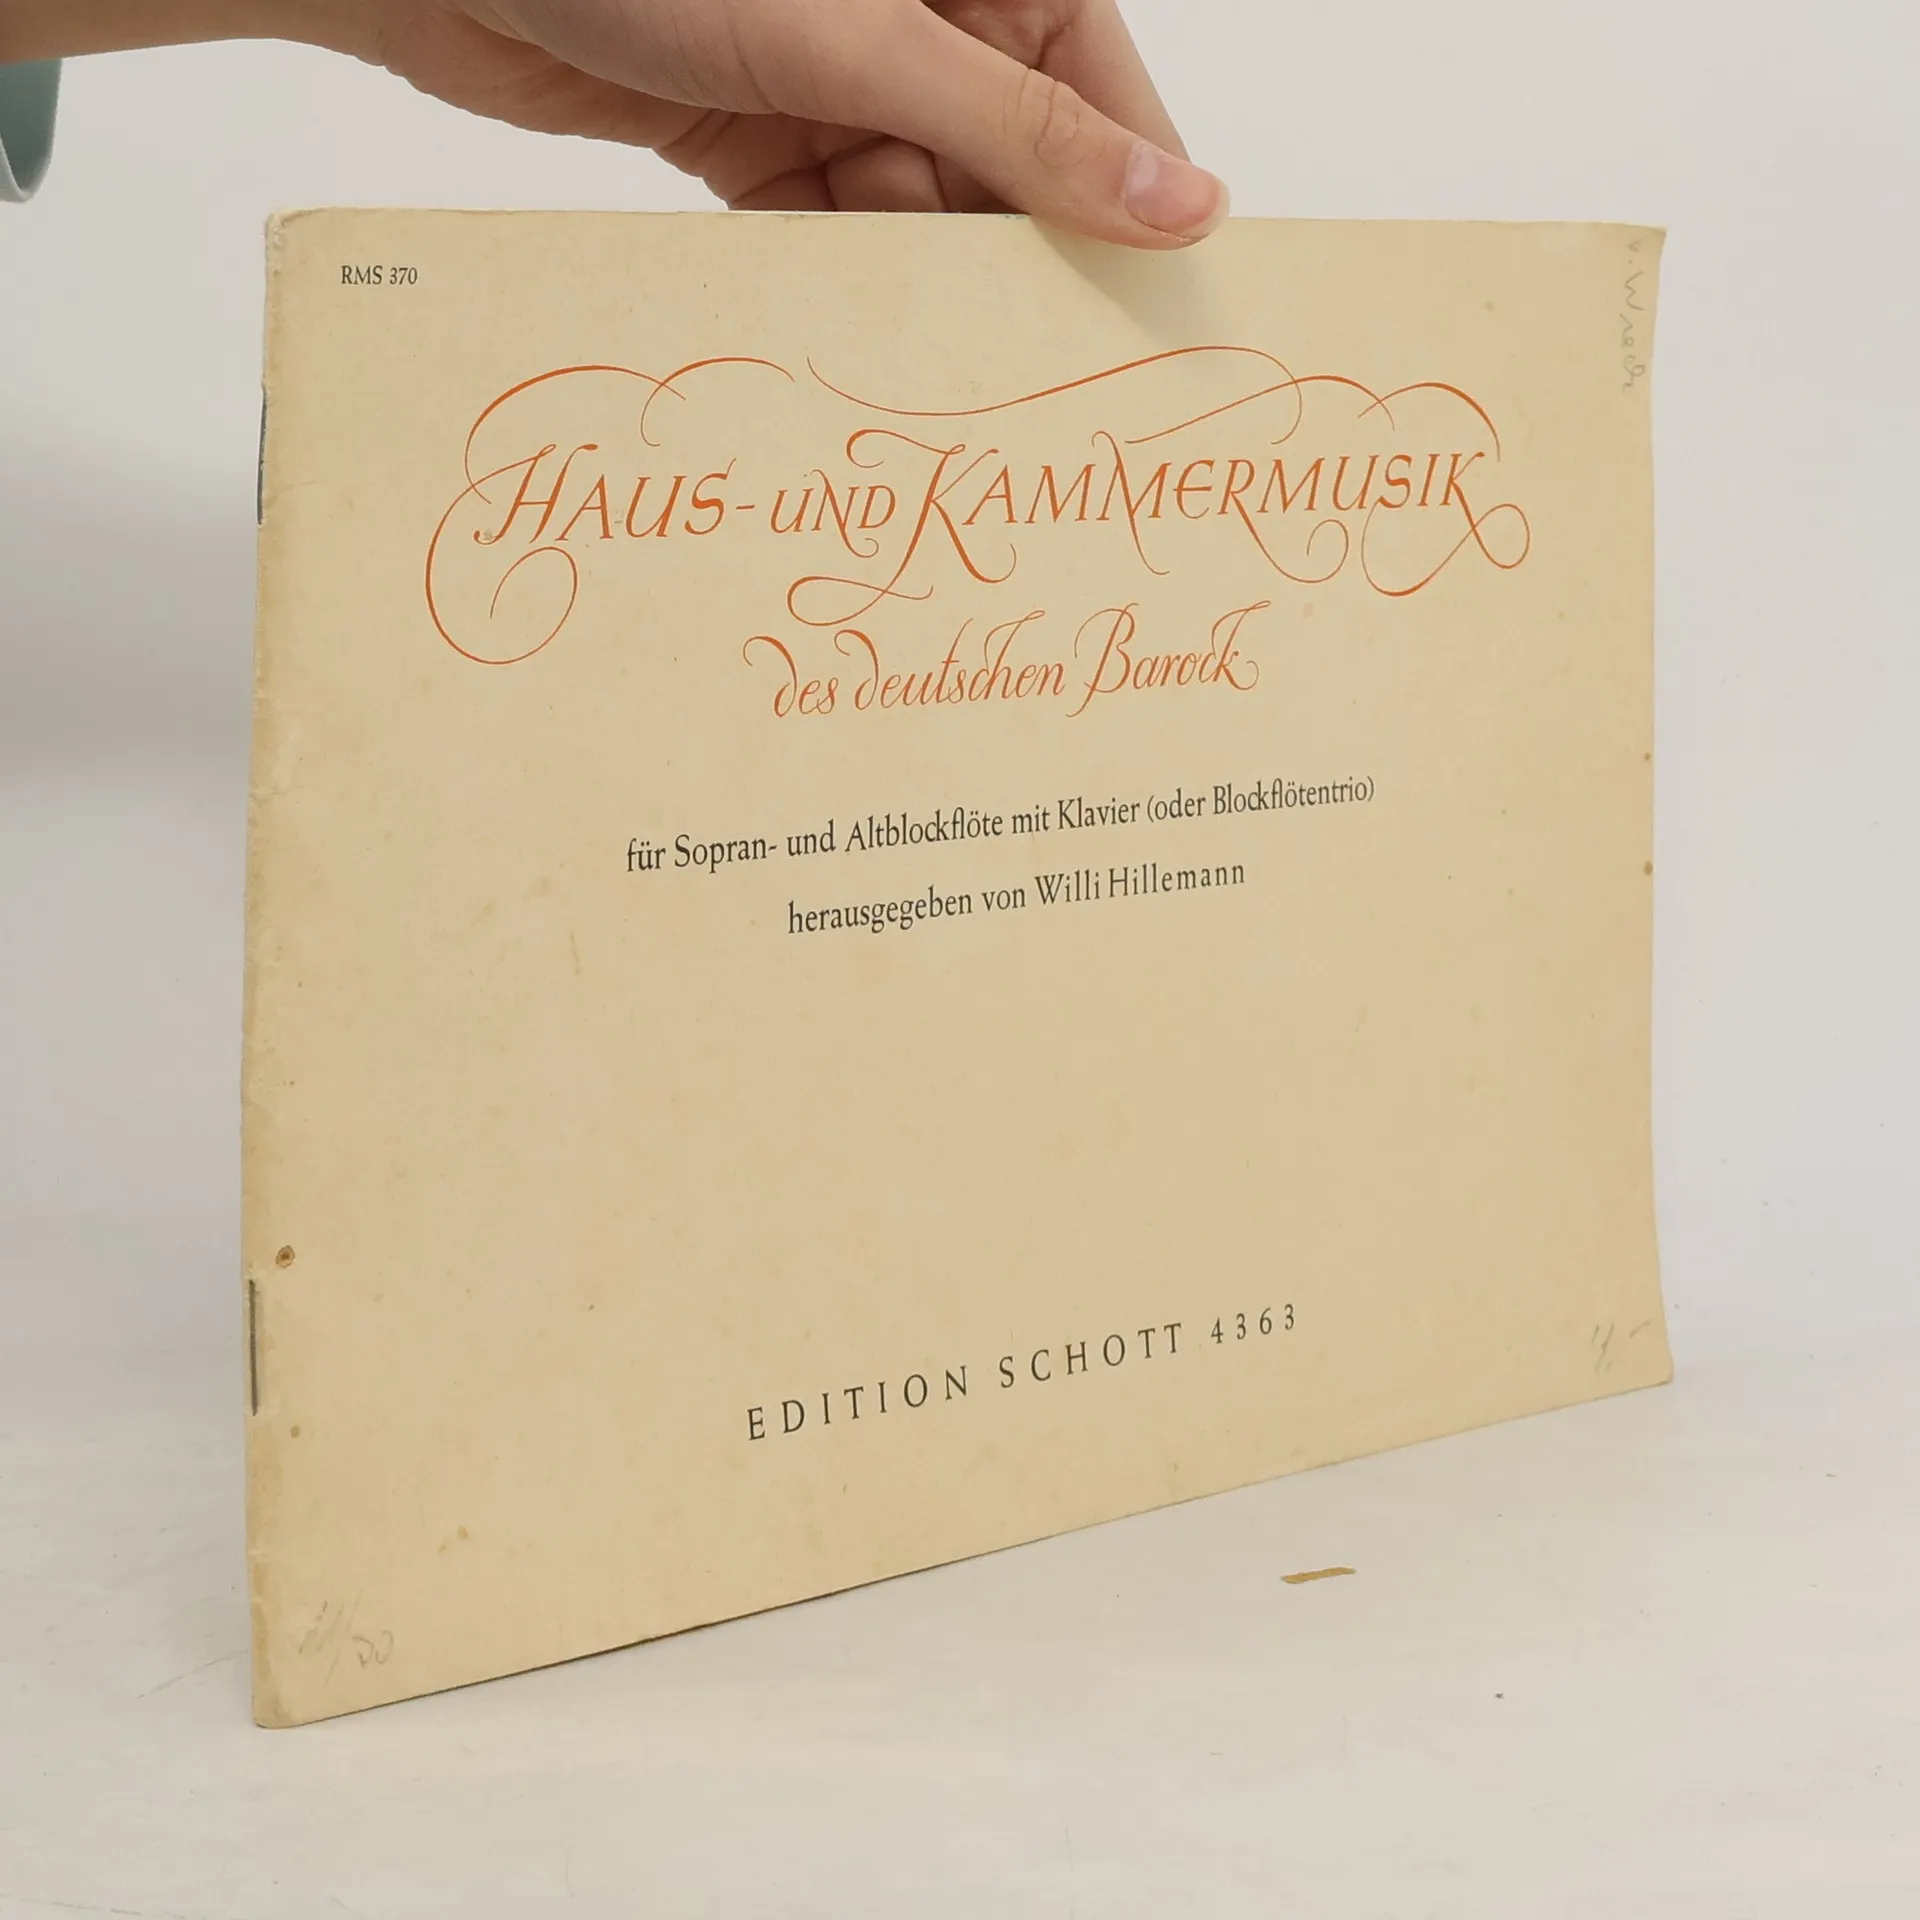 RMS 370
HAUS- UND KAMMERMUSIK
des deutschen Barock
für Sopran- und Altblockflöte mit Klavier (oder Blockflötentrio)
herausgegeben von Willi Hillemann
EDITION SCHOTT 4363